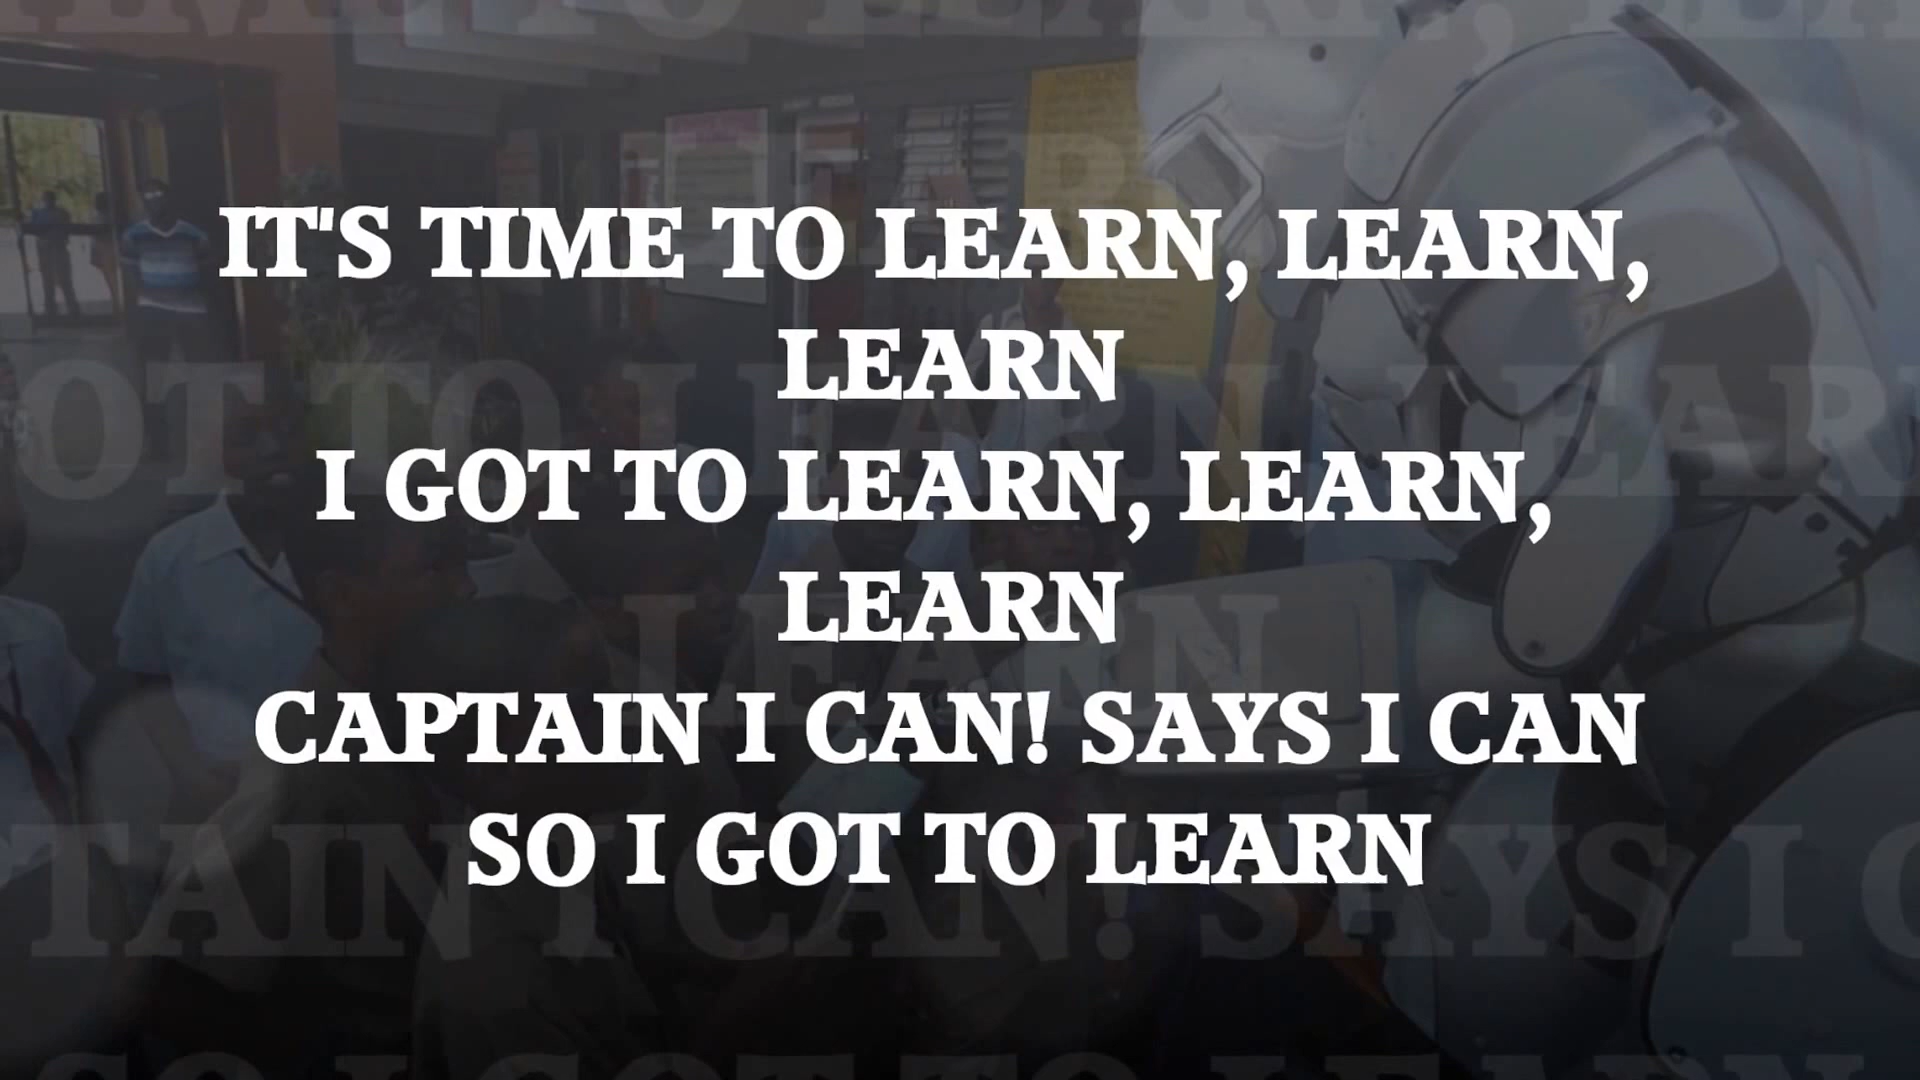 IT'S TIME TO LEARN, LEARN,
LEARN
I GOT TO LEARN, LEARN,
LEARN
CAPTAIN I CAN! SAYS I CAN
SO I GOT TO LEARN